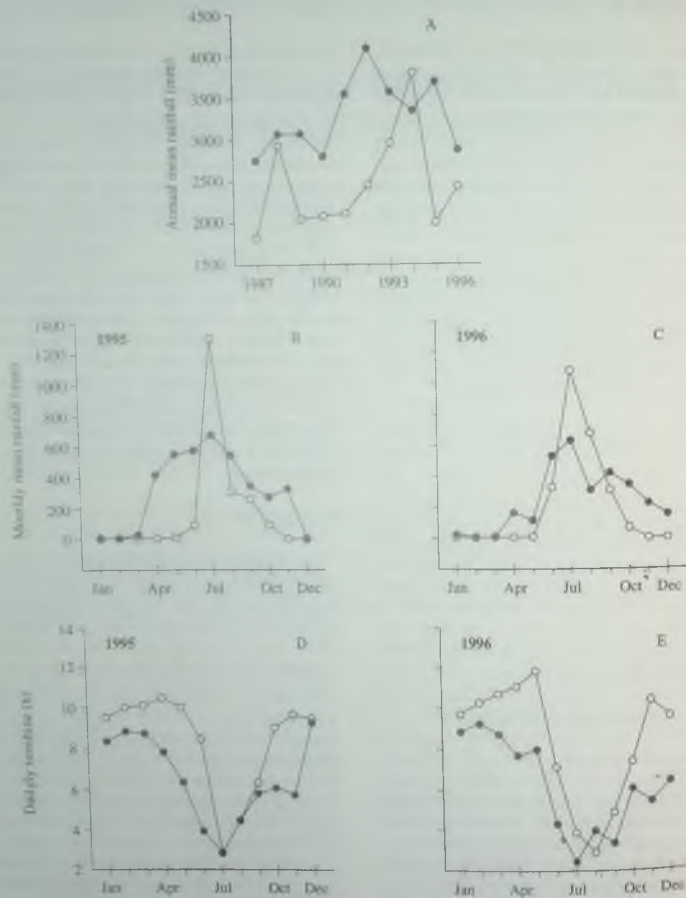 A
Annual mean rainfall (mm)
4500
4000
3500
3000
2500
2000
1500
1987
1990
1993
1996
1995
B
Monthly mean rainfall (mm)
1400
1200
1000
800
600
400
200
0
Jan
Apr
Jul
Oct
Dec
1996
C
Jan
Apr
Jul
Oct
Dec
1995
D
Dailply sunshine (h)
14
12
10
8
6
4
2
Jan
Apr
Jul
Oct
Dec
1996
E
Jan
Apr
Jul
Oct
Dec